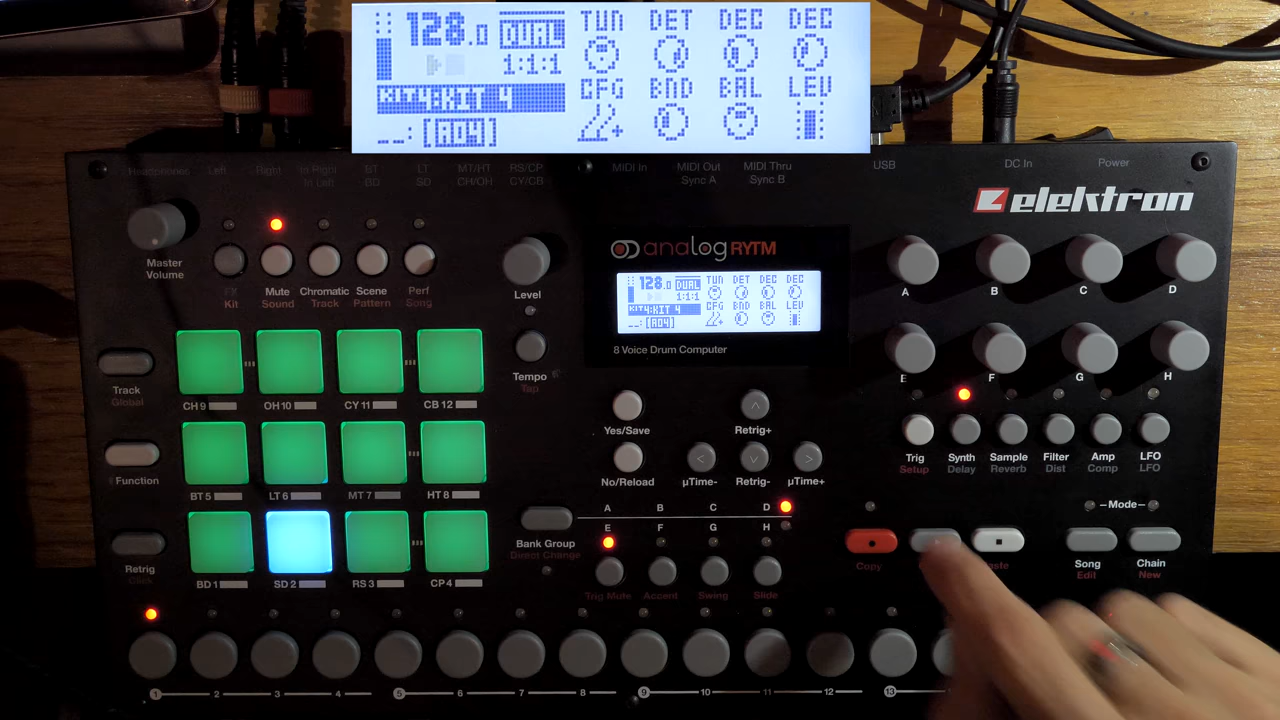 128.0 DUAL TUN DET DEC DEC
1:1:1
KIT4:KIT 4 CFG BND BAL LEV
__:[A04]
Headphones Left Right MIDI In MIDI Out MIDI Thru USB DC In Power
BT LT MT/HT RS/CP
BD SD CH/OH CY/CB Sync A Sync B
elektron
analog RYTM
Master Volume
Mute Chromatic Scene Perf
Kit Sound Track Pattern Song
Level
A B C D
128.0 DUAL TUN DET DEC DEC
1:1:1
KIT4:KIT 4 CFG BND BAL LEV
__:[A04]
8 Voice Drum Computer
Tempo
Tap
E F G H
Track
Global
CH 9 OH 10 CY 11 CB 12
Yes/Save Retrig+
Trig Synth Sample Filter Amp LFO
Setup Delay Reverb Dist Comp LFO
Function
No/Reload µTime- Retrig- µTime+
BT 5 LT 6 MT 7 HT 8
A B C D
E F G H
Mode
Bank Group
Direct Change
Retrig
Click
Copy
Song Chain
Edit New
BD 1 SD 2 RS 3 CP 4
Trig Mute Accent Swing Slide
1 2 3 4 5 6 7 8 9 10 11 12 13